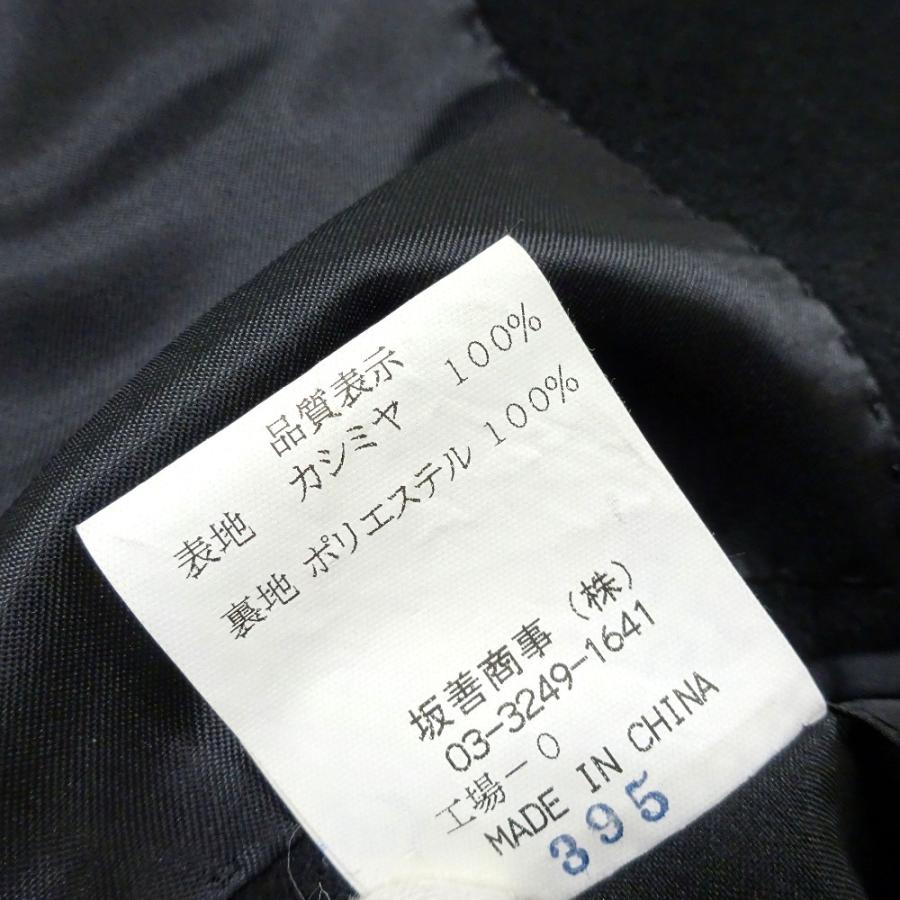 品質表示
表地 カシミヤ 100%
裏地 ポリエステル 100%
坂善商事(株)
03-3249-1641
工場-0
MADE IN CHINA
395